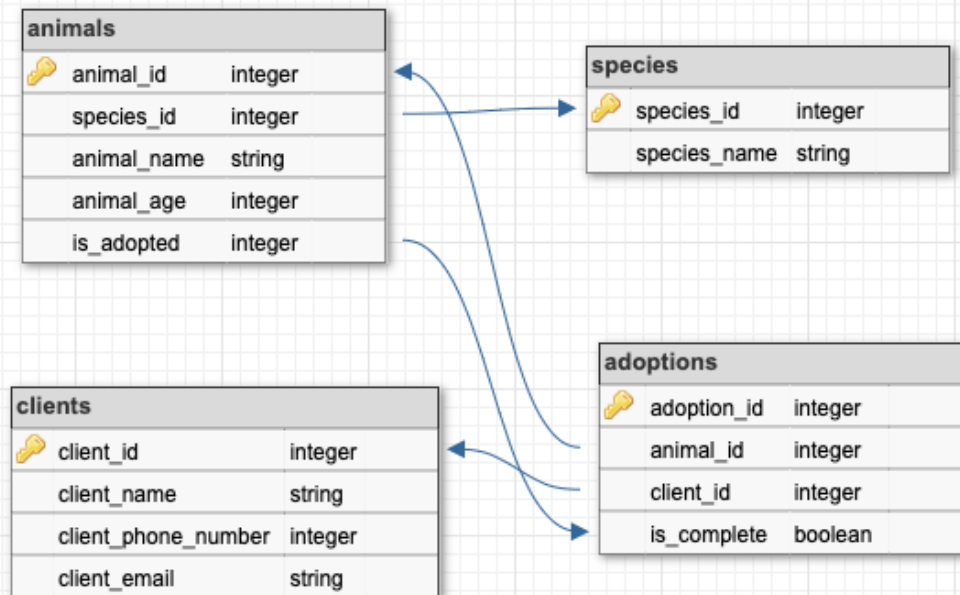 animals
animal_id integer
species_id integer
animal_name string
animal_age integer
is_adopted integer
species
species_id integer
species_name string
clients
client_id integer
client_name string
client_phone_number integer
client_email string
adoptions
adoption_id integer
animal_id integer
client_id integer
is_complete boolean